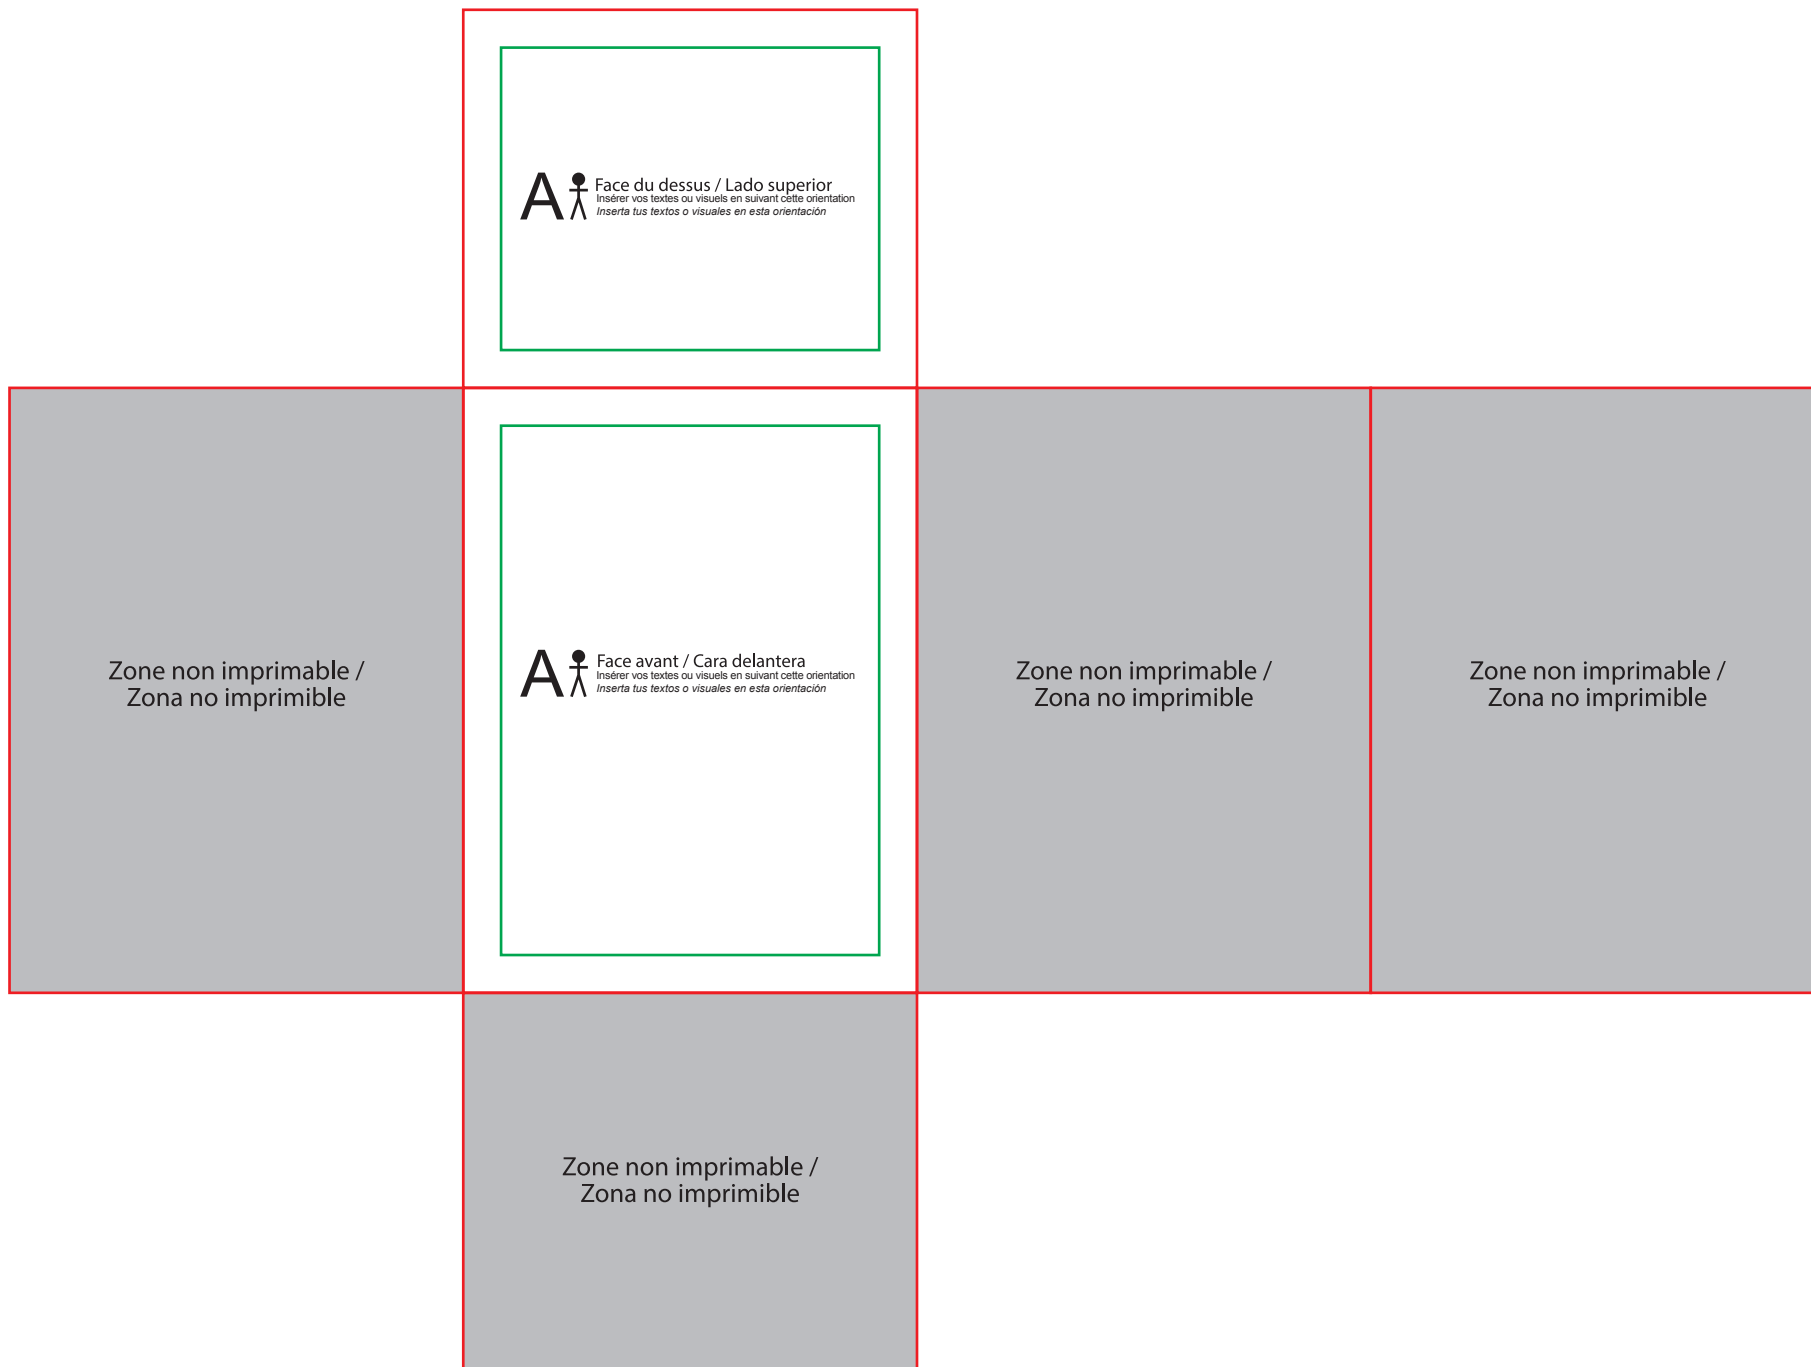 A Face du dessus / Lado superior
Insérer vos textes ou visuels en suivant cette orientation
Inserta tus textos o visuales en esta orientación
Zone non imprimable /
Zona no imprimible
A Face avant / Cara delantera
Insérer vos textes ou visuels en suivant cette orientation
Inserta tus textos o visuales en esta orientación
Zone non imprimable /
Zona no imprimible
Zone non imprimable /
Zona no imprimible
Zone non imprimable /
Zona no imprimible